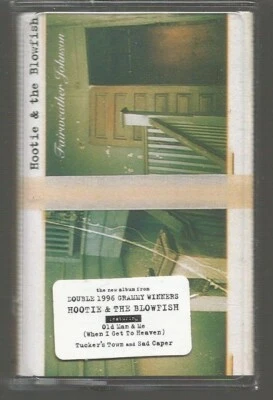 Hootie & the Blowfish
Fairweather Johnson
the new album from
DOUBLE 1996 GRAMMY WINNERS
HOOTIE & THE BLOWFISH
featuring
Old Man & Me
(When I Get To Heaven)
Tucker's Town and Sad Caper